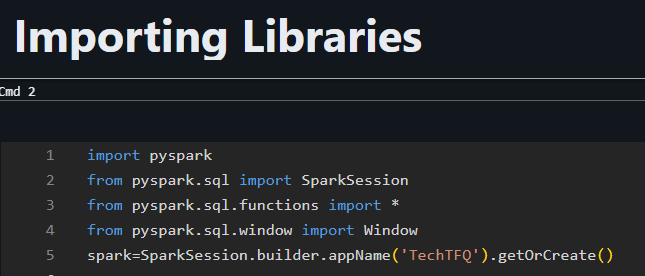 Importing Libraries
Cmd 2
1 import pyspark
2 from pyspark.sql import SparkSession
3 from pyspark.sql.functions import *
4 from pyspark.sql.window import Window
5 spark=SparkSession.builder.appName('TechTFQ').getOrCreate()